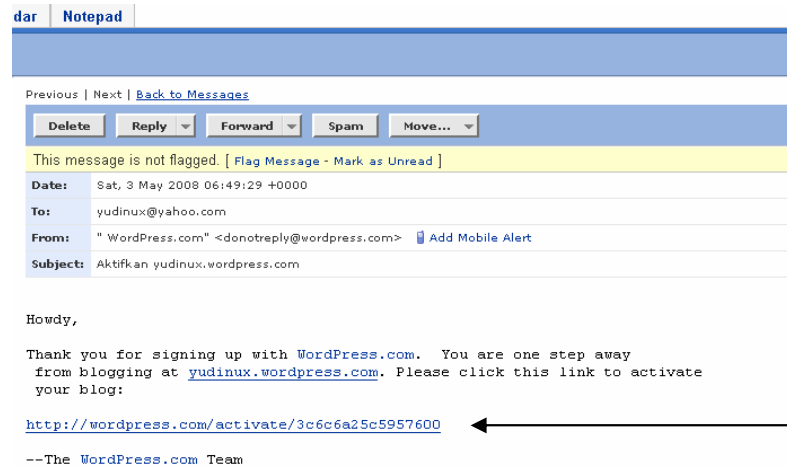 dar Notepad
Previous | Next | Back to Messages
Delete Reply Forward Spam Move...
This message is not flagged. [ Flag Message - Mark as Unread ]
Date: Sat, 3 May 2008 06:49:29 +0000
To: yudinux@yahoo.com
From: " WordPress.com" <donotreply@wordpress.com> Add Mobile Alert
Subject: Aktifkan yudinux.wordpress.com
Howdy,
Thank you for signing up with WordPress.com. You are one step away
from blogging at yudinux.wordpress.com. Please click this link to activate
your blog:
http://wordpress.com/activate/3c6c6a25c5957600
--The WordPress.com Team